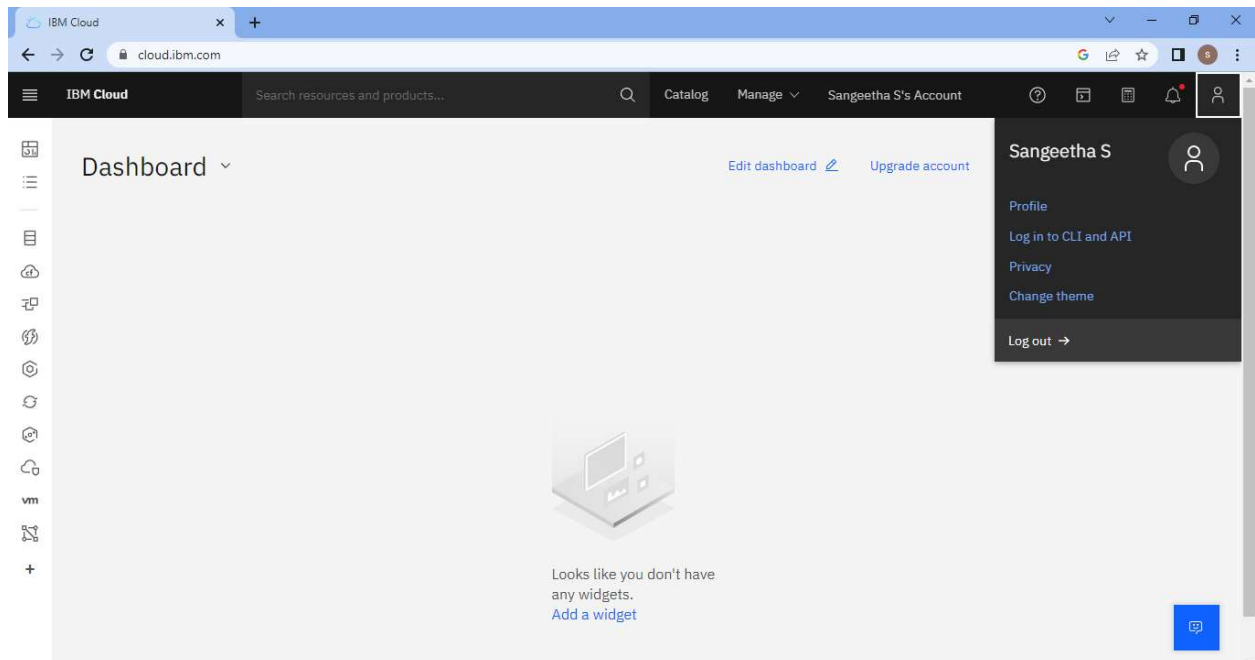 IBM Cloud
cloud.ibm.com
G
S
IBM Cloud
Search resources and products...
Catalog
Manage
Sangeetha S's Account
Dashboard
Edit dashboard
Upgrade account
Sangeetha S
Profile
Log in to CLI and API
Privacy
Change theme
Log out →
cf
vm
Looks like you don't have
any widgets.
Add a widget